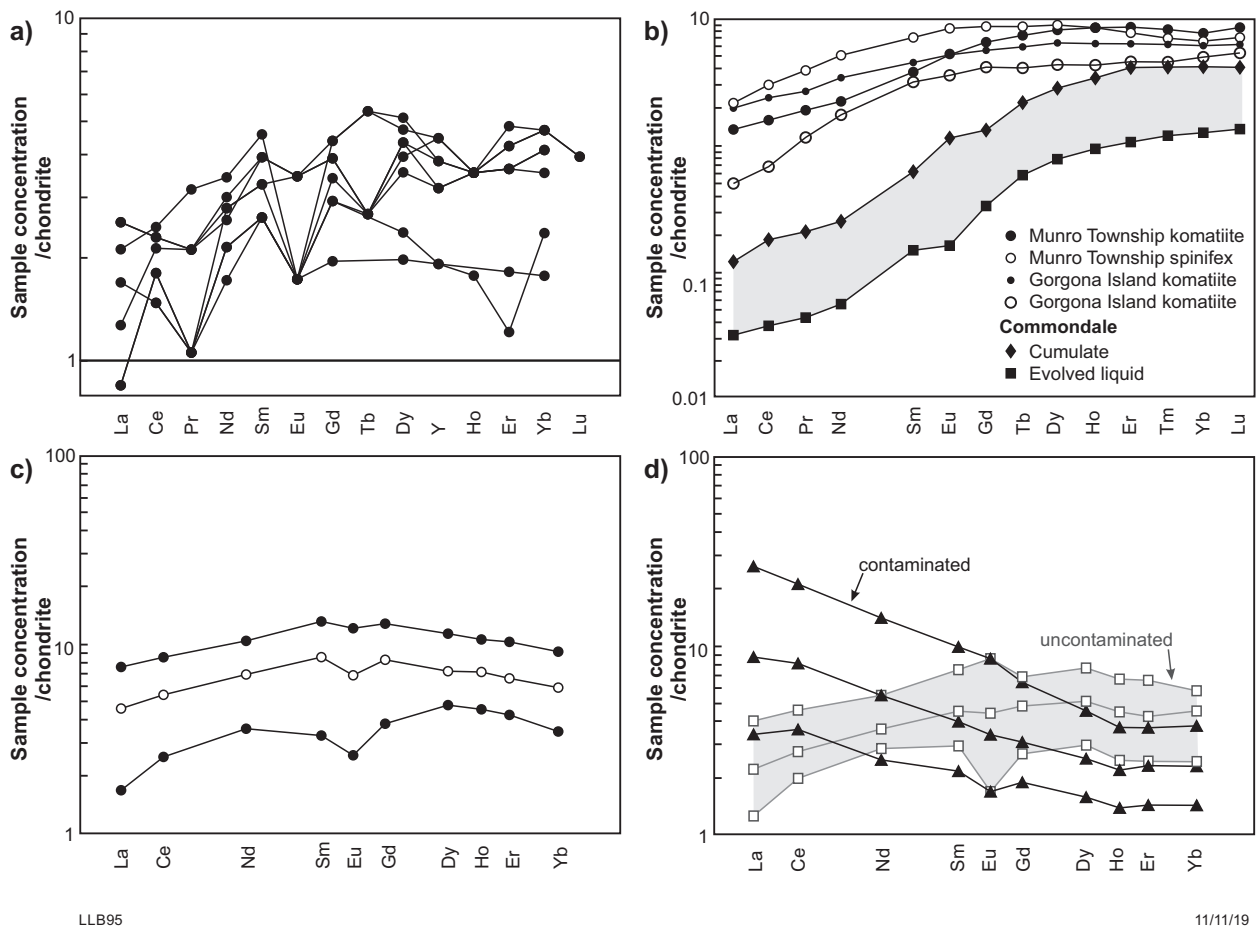 a)
10
1
Sample concentration
/chondrite
La Ce Pr Nd Sm Eu Gd Tb Dy Y Ho Er Yb Lu
b)
10
1
0.1
0.01
Sample concentration
/chondrite
Munro Township komatiite
Munro Township spinifex
Gorgona Island komatiite
Gorgona Island komatiite
Commondale
Cumulate
Evolved liquid
La Ce Pr Nd Sm Eu Gd Tb Dy Ho Er Tm Yb Lu
c)
100
10
1
Sample concentration
/chondrite
La Ce Nd Sm Eu Gd Dy Ho Er Yb
d)
100
10
1
Sample concentration
/chondrite
contaminated
uncontaminated
La Ce Nd Sm Eu Gd Dy Ho Er Yb
LLB95
11/11/19